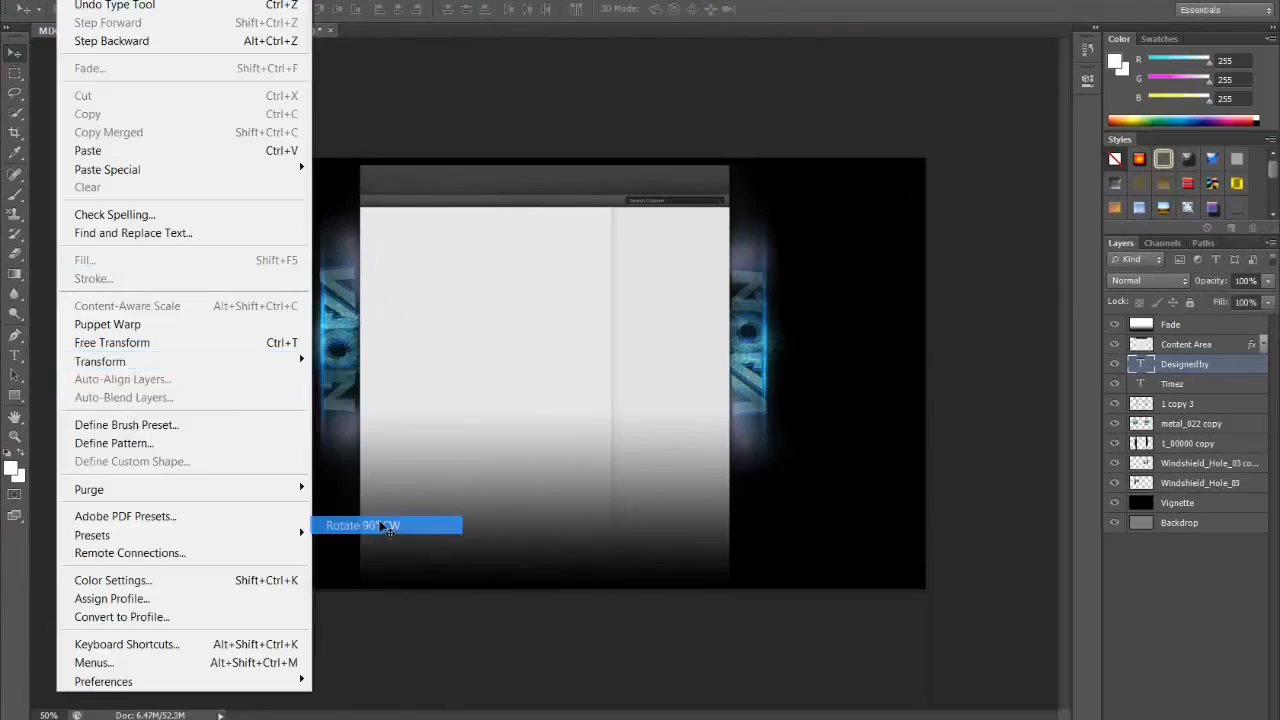 Undo Type Tool Ctrl+Z
3D Mode:
Essentials
Step Forward Shift+Ctrl+Z
Step Backward Alt+Ctrl+Z
Color Swatches
Fade... Shift+Ctrl+F
R 255
G 255
B 255
Cut Ctrl+X
Copy Ctrl+C
Copy Merged Shift+Ctrl+C
Paste Ctrl+V
Paste Special
Clear
Styles
Check Spelling...
Find and Replace Text...
Fill... Shift+F5
Stroke...
Layers Channels Paths
Kind
Normal Opacity: 100%
Lock: Fill: 100%
Content-Aware Scale Alt+Shift+Ctrl+C
Puppet Warp
Free Transform Ctrl+T
Transform
Auto-Align Layers...
Auto-Blend Layers...
Fade
Content Area fx
Designed by
Timez
1 copy 3
metal_022 copy
1_00000 copy
Windshield_Hole_03 co...
Windshield_Hole_03
Vignette
Backdrop
Define Brush Preset...
Define Pattern...
Define Custom Shape...
Purge
Adobe PDF Presets...
Presets
Remote Connections...
Rotate 90° CW
Color Settings... Shift+Ctrl+K
Assign Profile...
Convert to Profile...
Keyboard Shortcuts... Alt+Shift+Ctrl+K
Menus... Alt+Shift+Ctrl+M
Preferences
50% Doc: 6.47M/52.3M